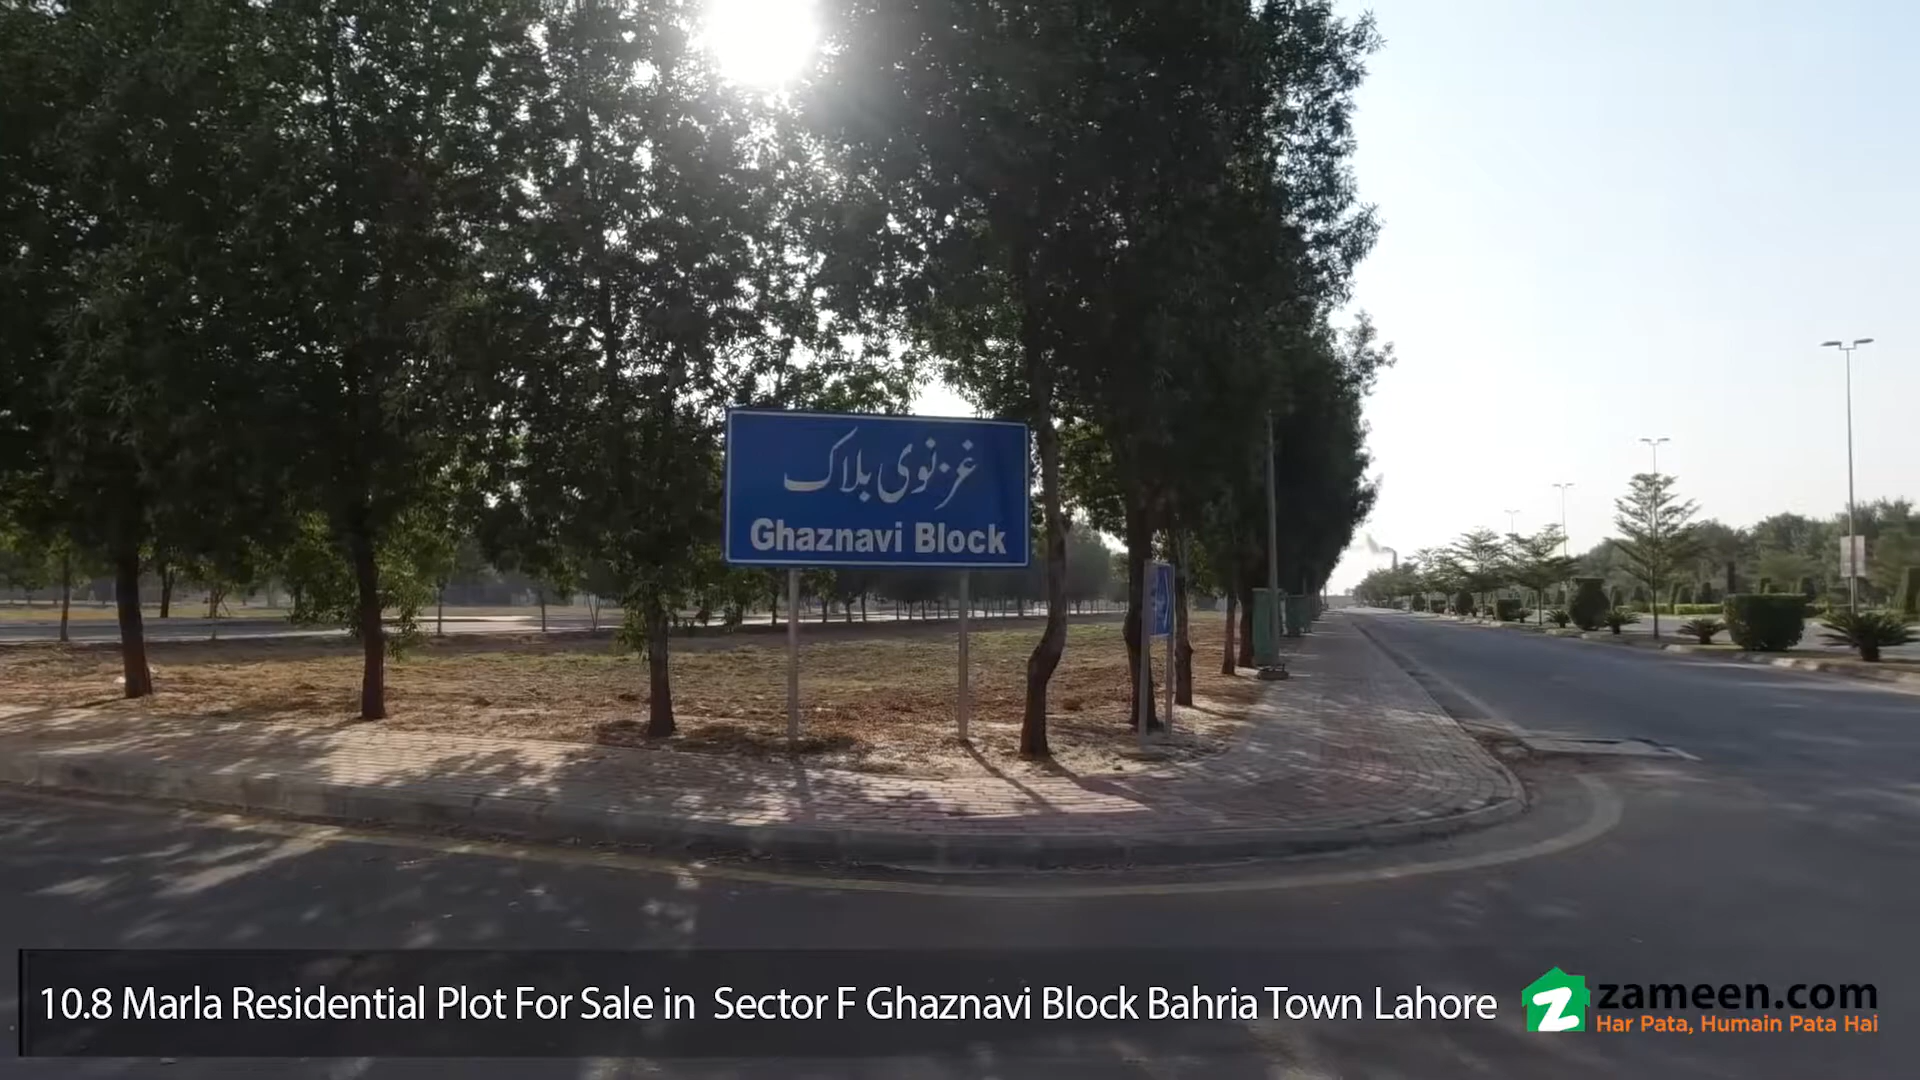 غزنوی بلاک
Ghaznavi Block
10.8 Marla Residential Plot For Sale in Sector F Ghaznavi Block Bahria Town Lahore
zameen.com
Har Pata, Humain Pata Hai